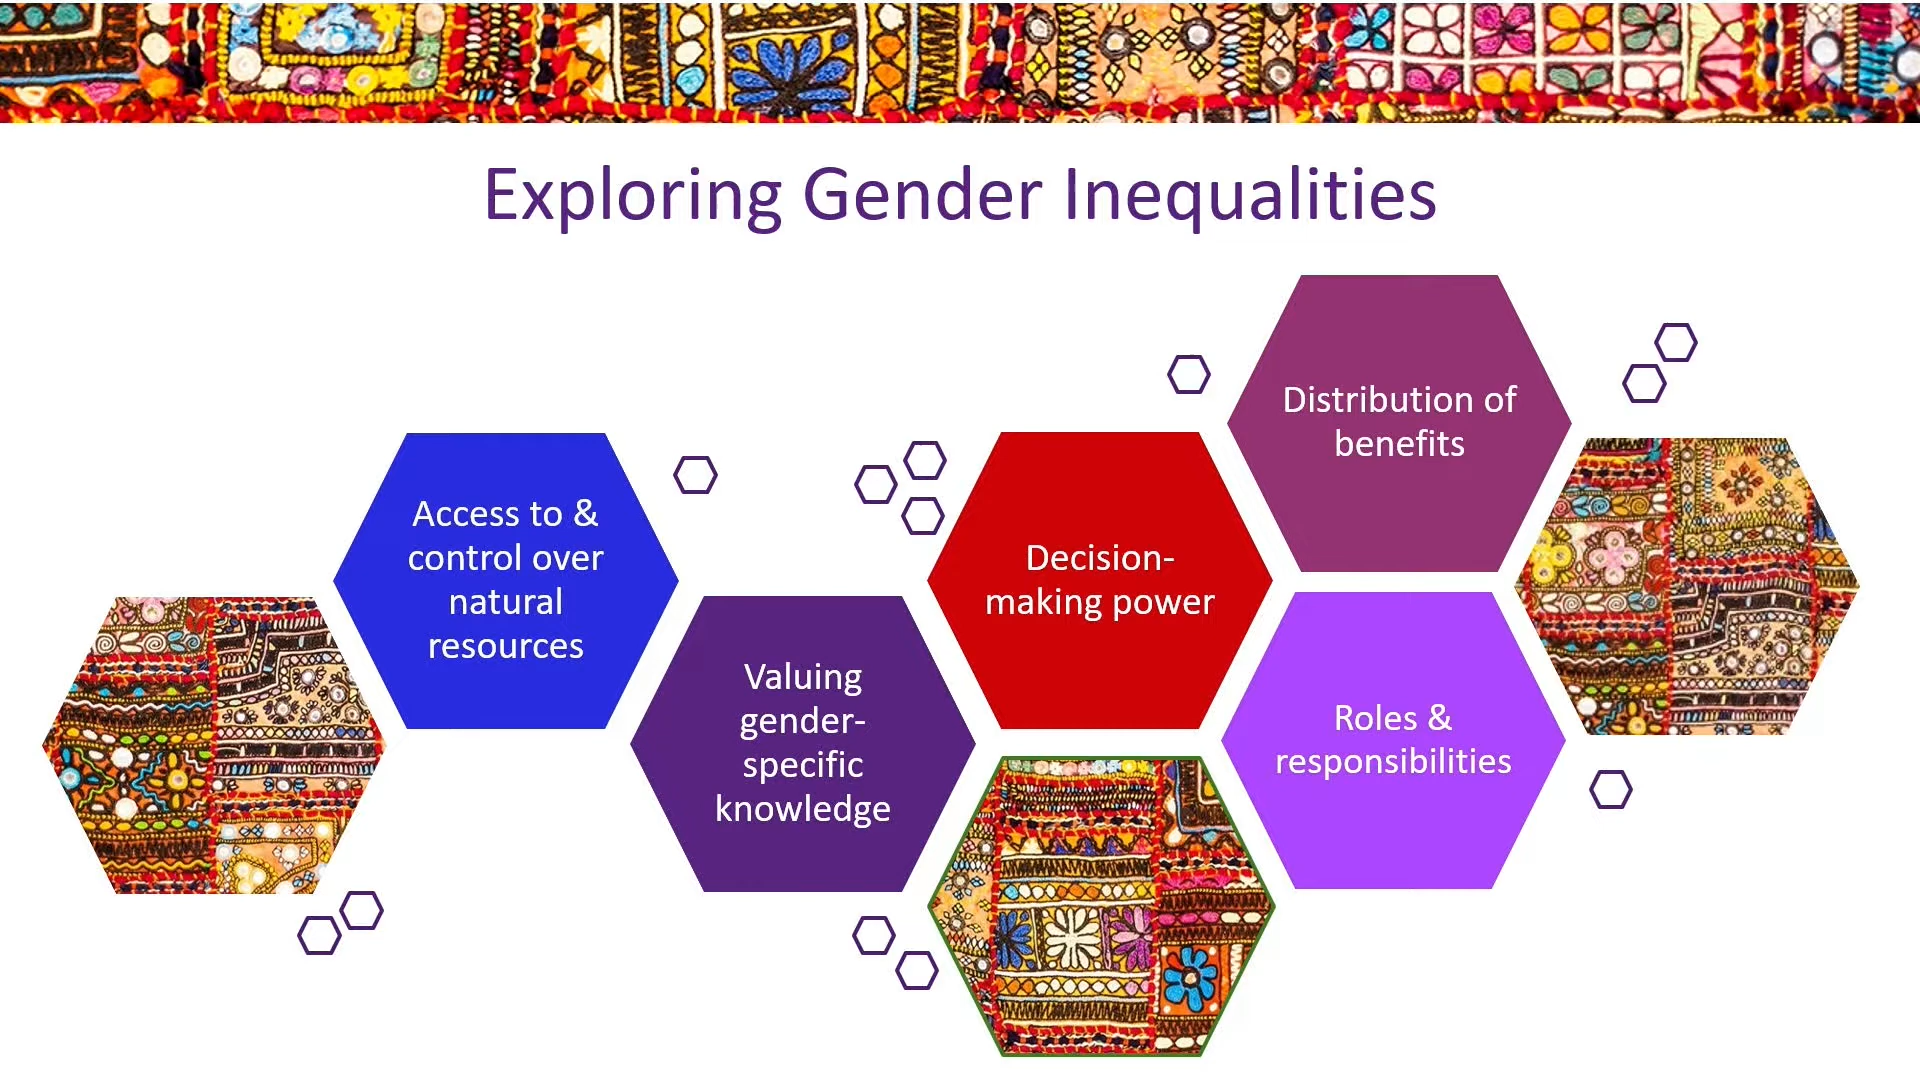 Exploring Gender Inequalities
Access to &
control over
natural
resources
Valuing
gender-
specific
knowledge
Decision-
making power
Distribution of
benefits
Roles &
responsibilities